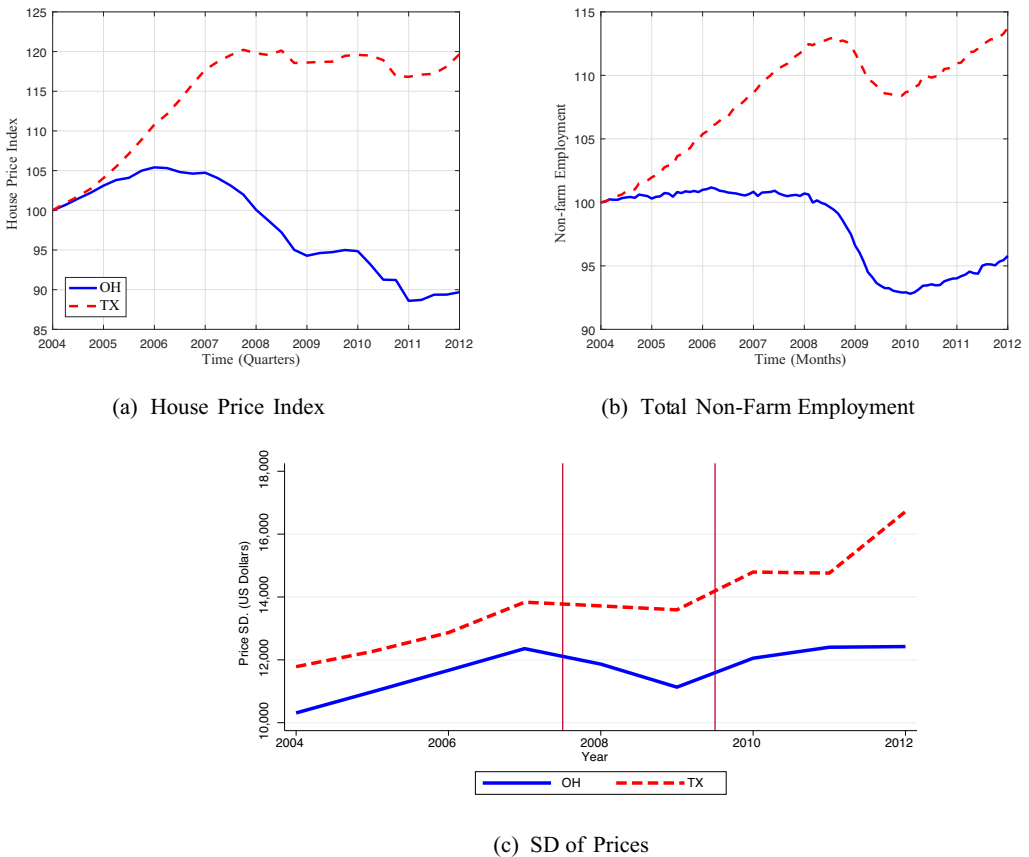 125
120
115
110
105
100
95
90
85
House Price Index
OH
TX
2004 2005 2006 2007 2008 2009 2010 2011 2012
Time (Quarters)
(a) House Price Index
115
110
105
100
95
90
Non-farm Employment
2004 2005 2006 2007 2008 2009 2010 2011 2012
Time (Months)
(b) Total Non-Farm Employment
18,000
16,000
14,000
12,000
10,000
Price SD. (US Dollars)
2004 2006 2008 2010 2012
Year
OH TX
(c) SD of Prices